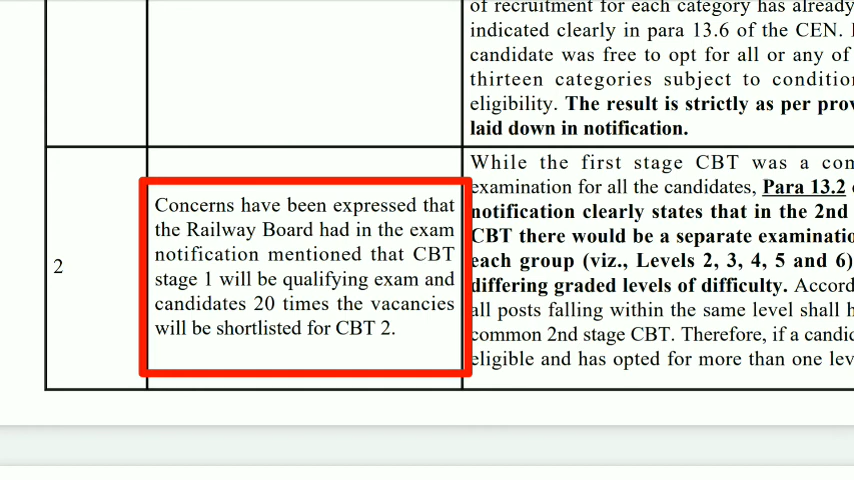 of recruitment for each category has already
indicated clearly in para 13.6 of the CEN.
candidate was free to opt for all or any of
thirteen categories subject to
eligibility. The result is strictly as per
laid down in notification.
2
Concerns have been expressed that
the Railway Board had in the exam
notification mentioned that CBT
stage 1 will be qualifying exam and
candidates 20 times the vacancies
will be shortlisted for CBT 2.
While the first stage CBT was a
examination for all the candidates, Para 13.2
notification clearly states that in the 2nd
CBT there would be a separate
each group (viz., Levels 2, 3, 4, 5 and 6)
differing graded levels of difficulty.
all posts falling within the same level shall
common 2nd stage CBT. Therefore, if a
eligible and has opted for more than one